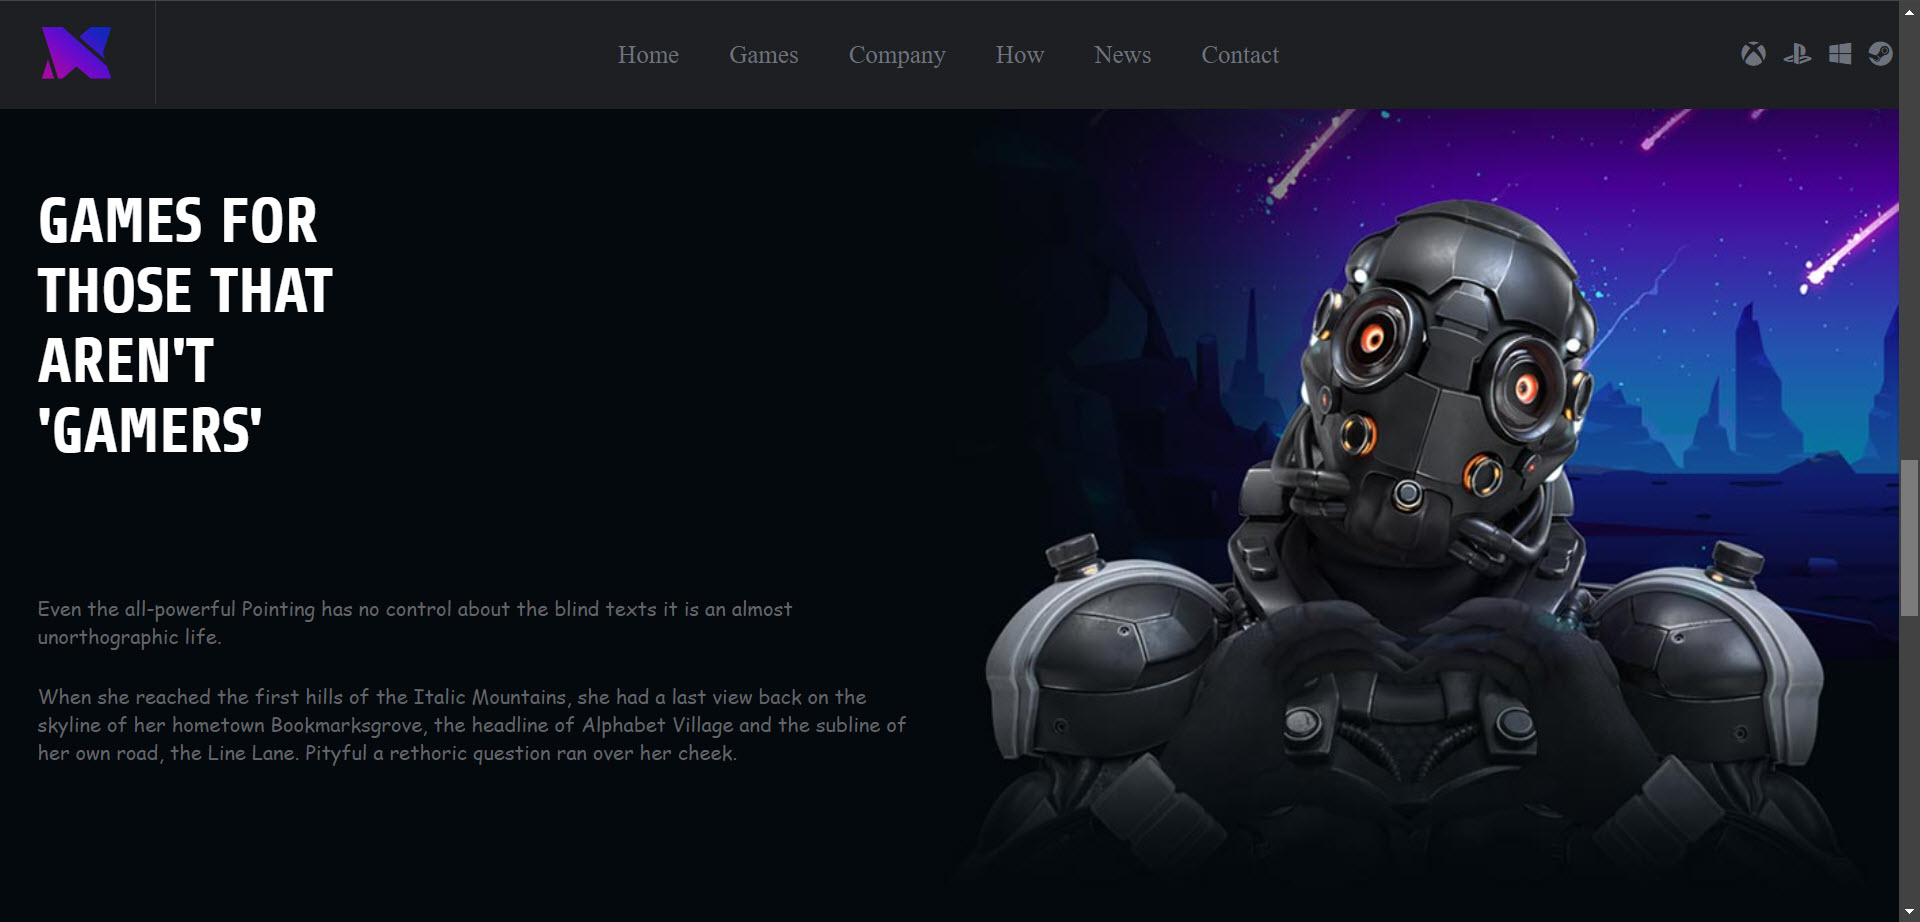 Home Games Company How News Contact
GAMES FOR
THOSE THAT
AREN'T
'GAMERS'
Even the all-powerful Pointing has no control about the blind texts it is an almost
unorthographic life.
When she reached the first hills of the Italic Mountains, she had a last view back on the
skyline of her hometown Bookmarksgrove, the headline of Alphabet Village and the subline of
her own road, the Line Lane. Pityful a rethoric question ran over her cheek.